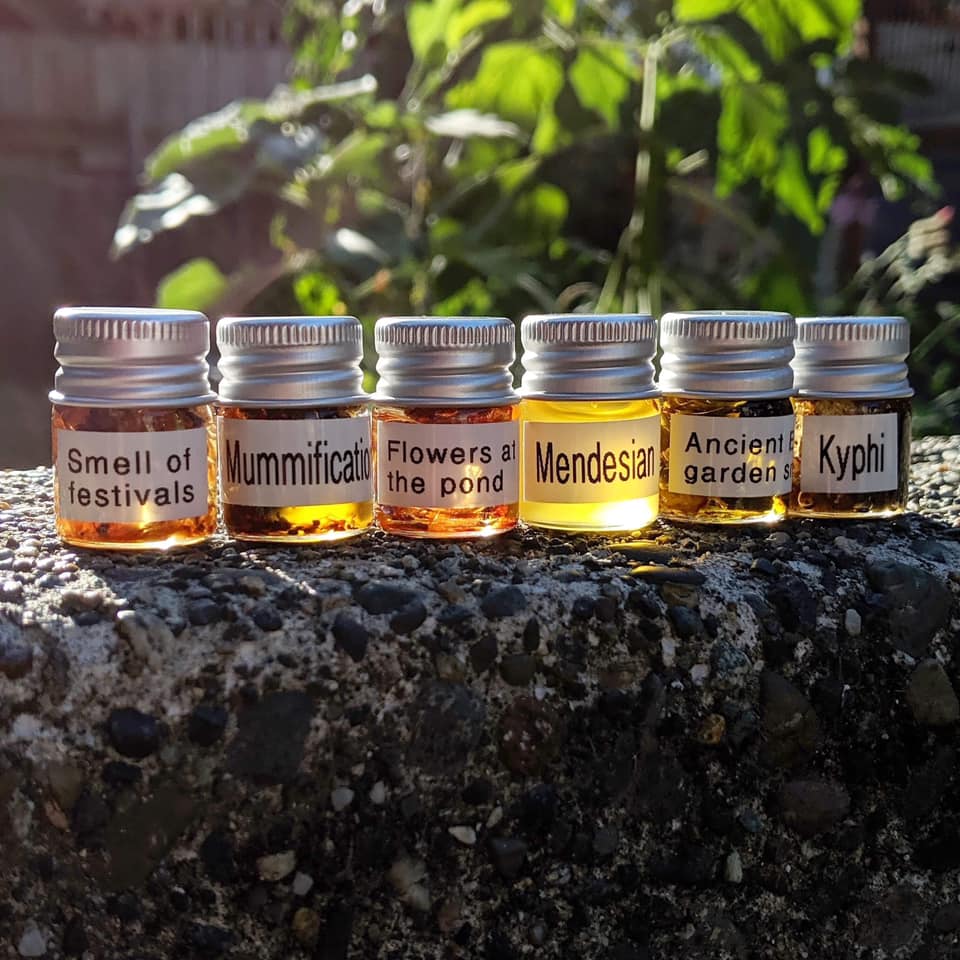 Smell of
festivals
Mummificatio
Flowers at
the pond
Mendesian
Ancient
garden s
Kyphi